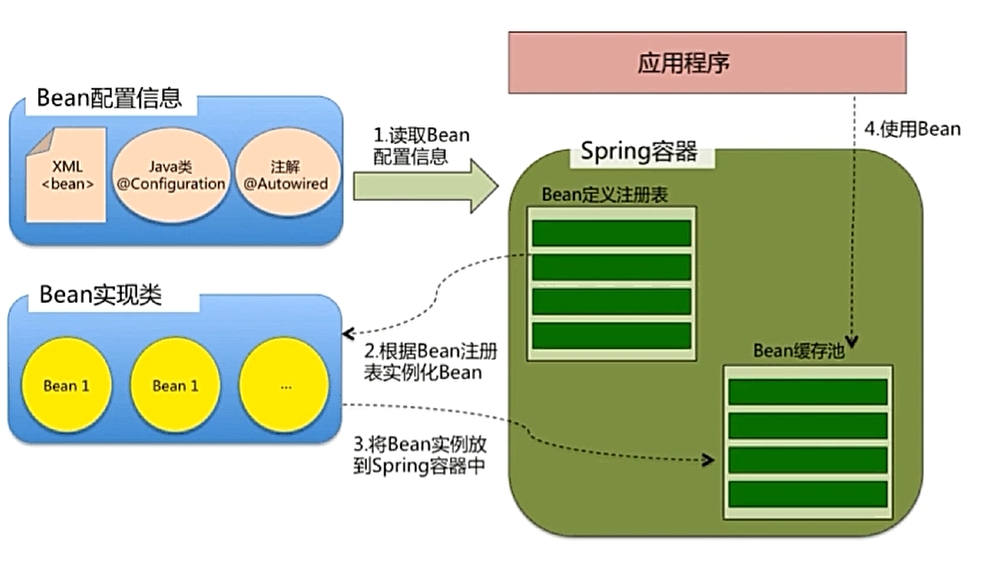 应用程序
Bean配置信息
XML
<bean>
Java类
@Configuration
注解
@Autowired
1.读取Bean
配置信息
4.使用Bean
Spring容器
Bean定义注册表
Bean实现类
Bean 1
Bean 1
...
2.根据Bean注册
表实例化Bean
Bean缓存池
3.将Bean实例放
到Spring容器中